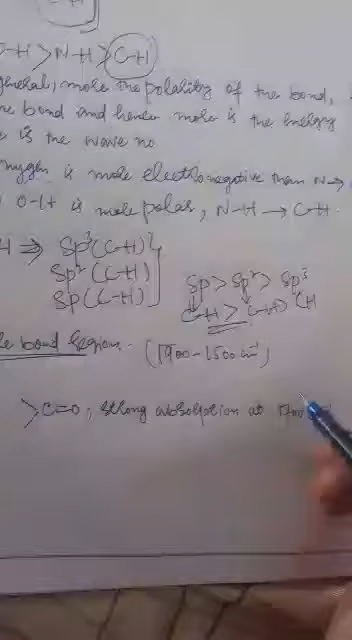 -H > N-H > C-H
general, more the polarity of the bond,
bond and hence more is the energy
is the wave no
oxygen is more electronegative than N →
O-H is more polar, N-H → C-H.
H ⇒ Sp³(C-H)
Sp²(C-H)
Sp(C-H)
Sp > Sp² > Sp³
C-H > C-H > C-H
bond region. (1900-1500 cm⁻¹)
>C=O, strong absorption at